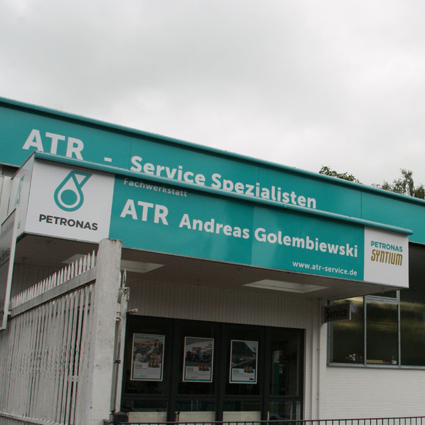 ATR - Service Spezialisten
Fachwerkstatt
PETRONAS
ATR Andreas Golembiewski
www.atr-service.de
PETRONAS
SYNTIUM